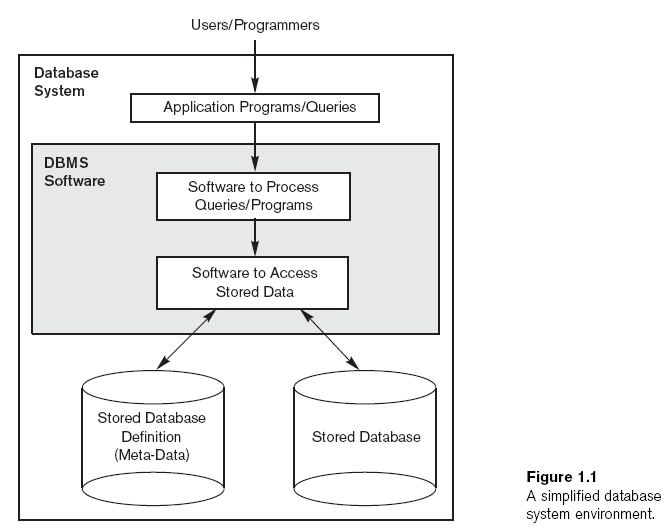 Users/Programmers
Database
System
Application Programs/Queries
DBMS
Software
Software to Process
Queries/Programs
Software to Access
Stored Data
Stored Database
Definition
(Meta-Data)
Stored Database
Figure 1.1
A simplified database
system environment.